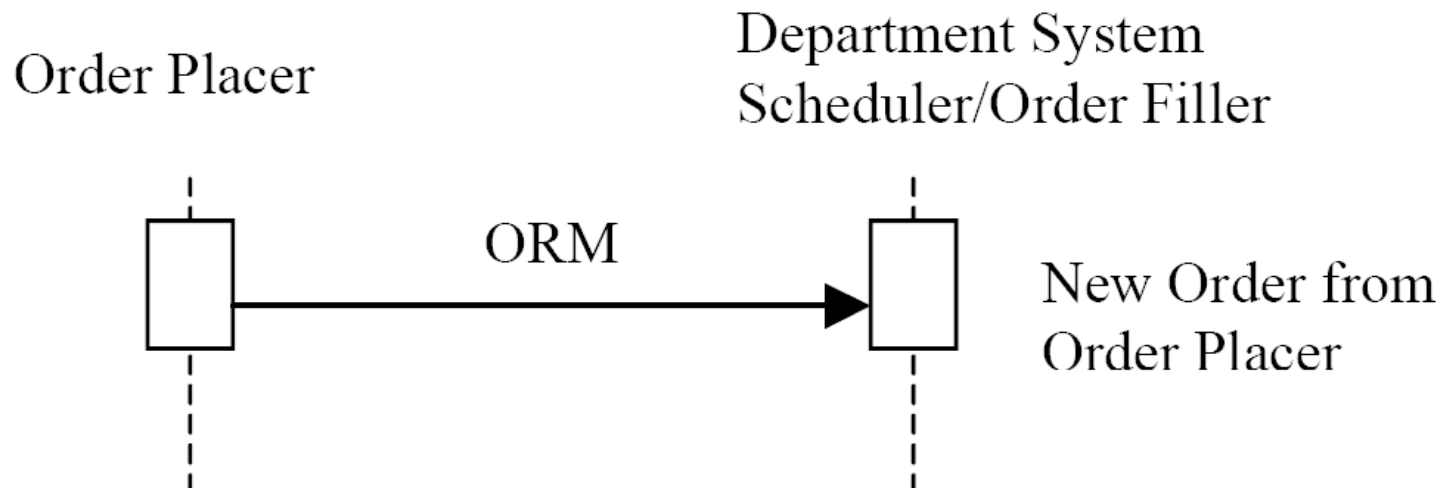 Order Placer
Department System
Scheduler/Order Filler
ORM
New Order from
Order Placer